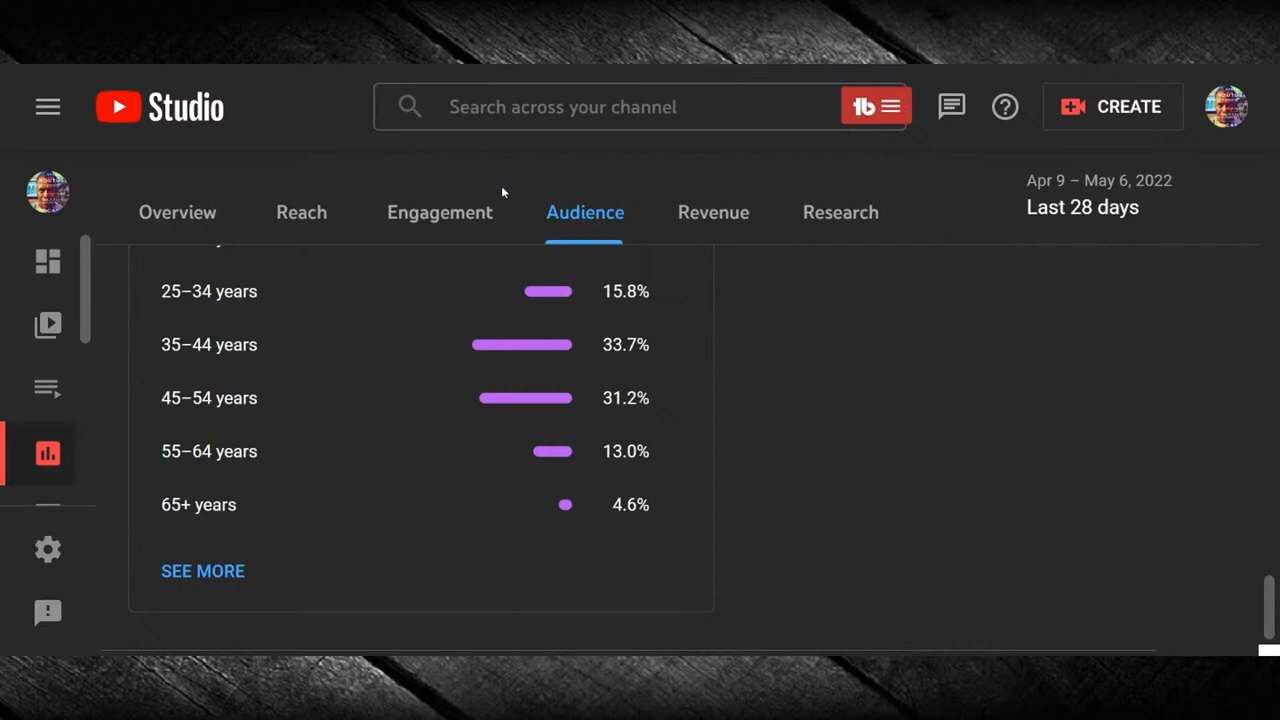 Studio
Search across your channel
CREATE
Apr 9 – May 6, 2022
Last 28 days
Overview
Reach
Engagement
Audience
Revenue
Research
25–34 years 15.8%
35–44 years 33.7%
45–54 years 31.2%
55–64 years 13.0%
65+ years 4.6%
SEE MORE